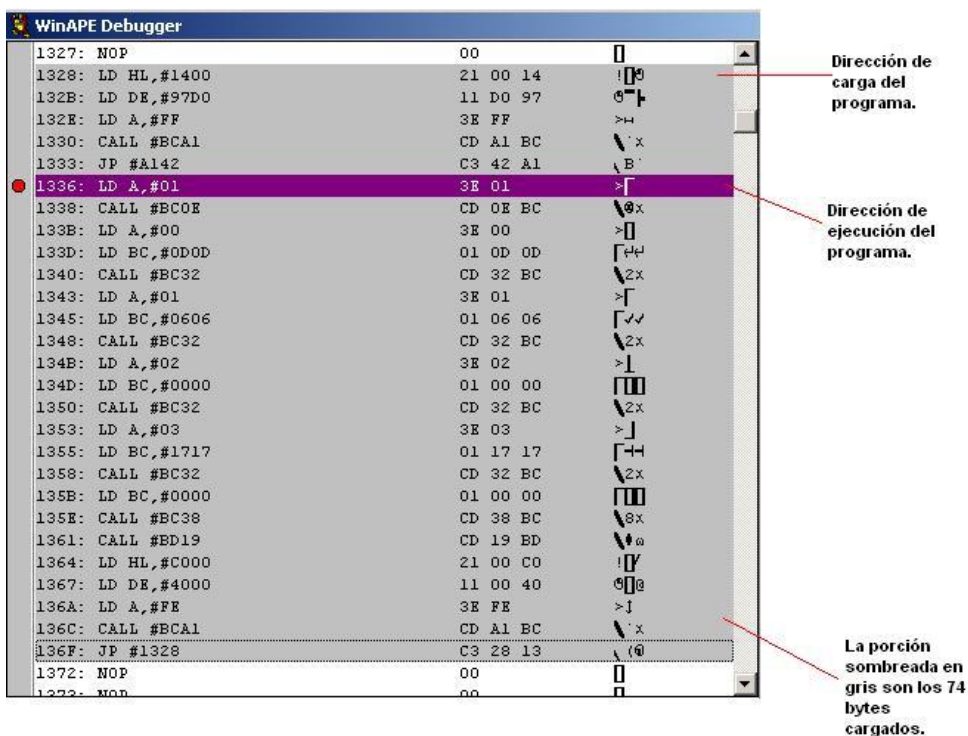 WinAPE Debugger
1327: NOP 00
1328: LD HL,#1400 21 00 14
132B: LD DE,#97D0 11 D0 97
132E: LD A,#FF 3E FF
1330: CALL #BCA1 CD A1 BC
1333: JP #A142 C3 42 A1
1336: LD A,#01 3E 01
1338: CALL #BC0E CD 0E BC
133B: LD A,#00 3E 00
133D: LD BC,#0D0D 01 0D 0D
1340: CALL #BC32 CD 32 BC
1343: LD A,#01 3E 01
1345: LD BC,#0606 01 06 06
1348: CALL #BC32 CD 32 BC
134B: LD A,#02 3E 02
134D: LD BC,#0000 01 00 00
1350: CALL #BC32 CD 32 BC
1353: LD A,#03 3E 03
1355: LD BC,#1717 01 17 17
1358: CALL #BC32 CD 32 BC
135B: LD BC,#0000 01 00 00
135E: CALL #BC38 CD 38 BC
1361: CALL #BD19 CD 19 BD
1364: LD HL,#C000 21 00 C0
1367: LD DE,#4000 11 00 40
136A: LD A,#FE 3E FE
136C: CALL #BCA1 CD A1 BC
136F: JP #1328 C3 28 13
1372: NOP 00
1373: NOP 00
Dirección de
carga del
programa.
Dirección de
ejecución del
programa.
La porción
sombreada en
gris son los 74
bytes
cargados.